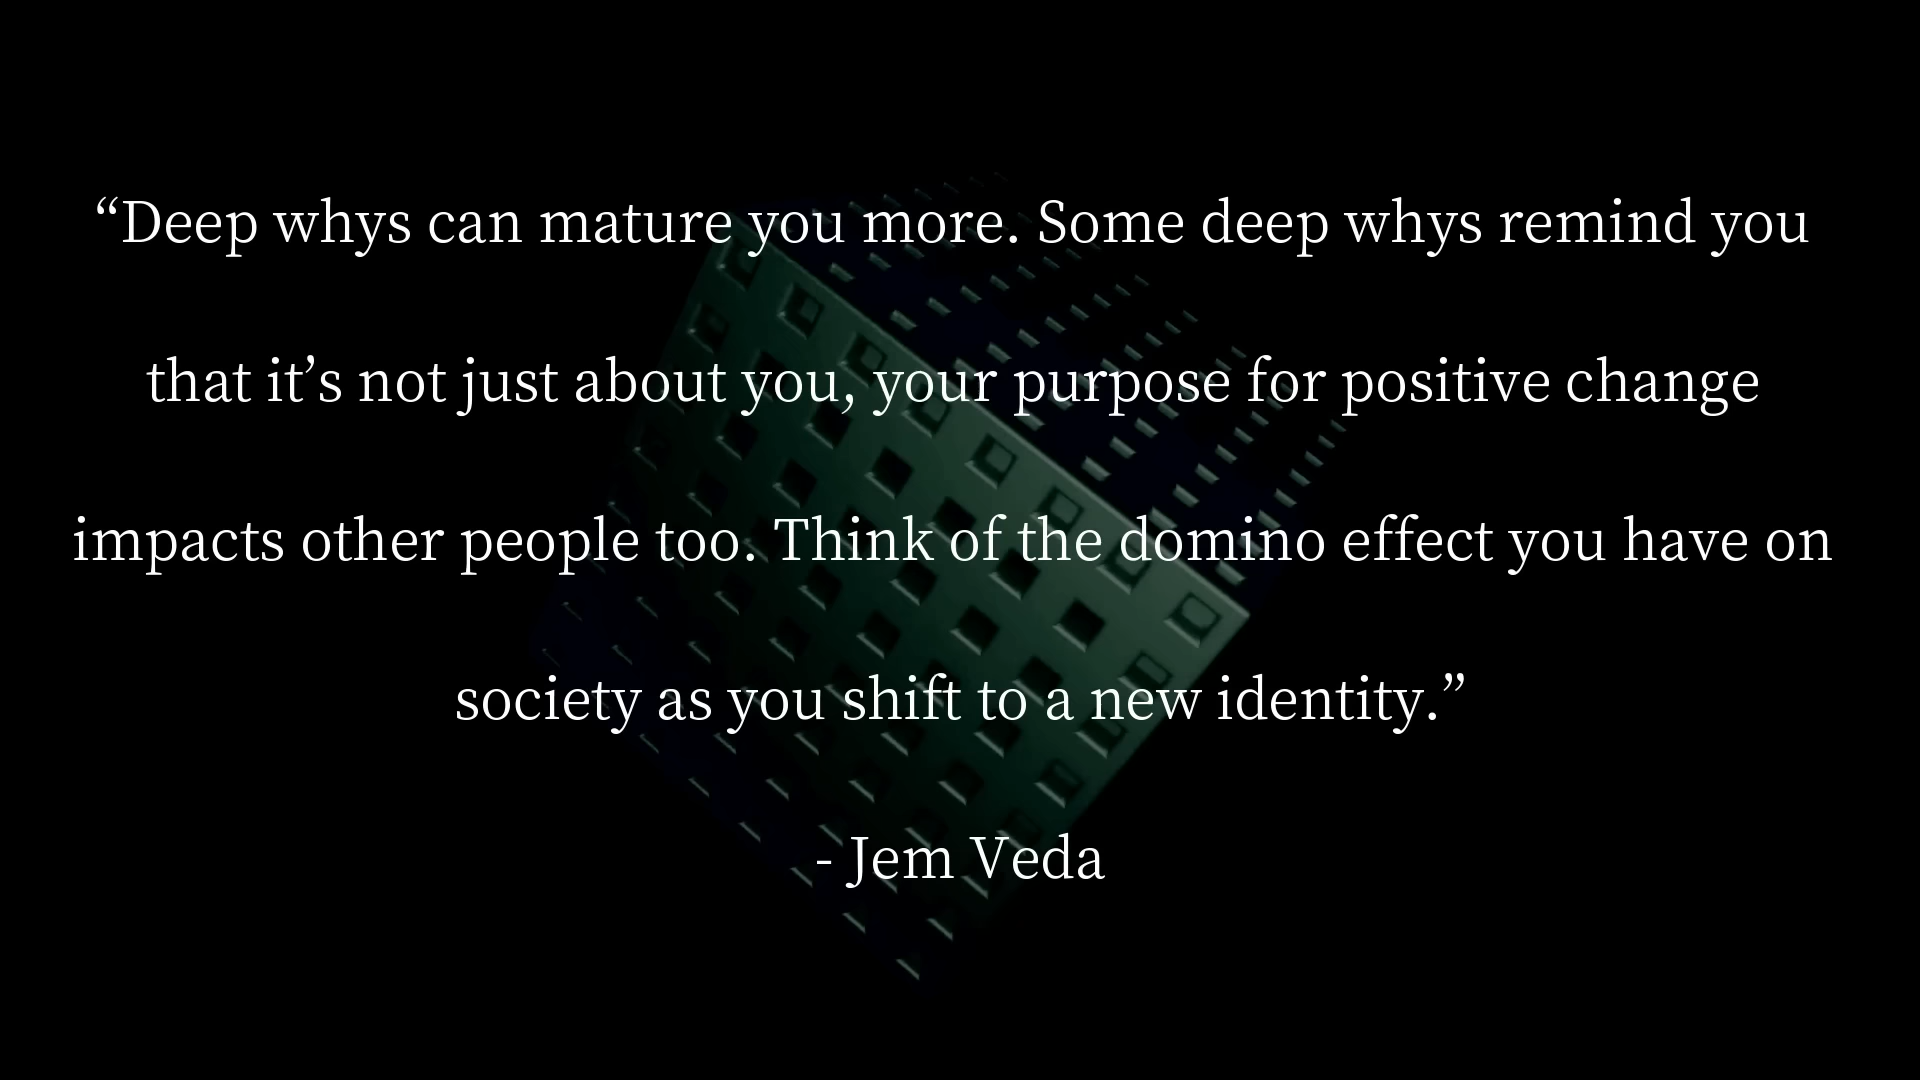 “Deep whys can mature you more. Some deep whys remind you
that it’s not just about you, your purpose for positive change
impacts other people too. Think of the domino effect you have on
society as you shift to a new identity.”
- Jem Veda